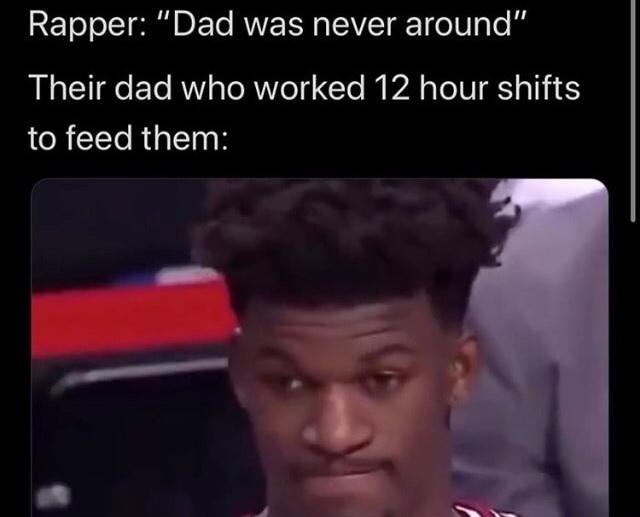 Rapper: “Dad was never around”
Their dad who worked 12 hour shifts
to feed them: